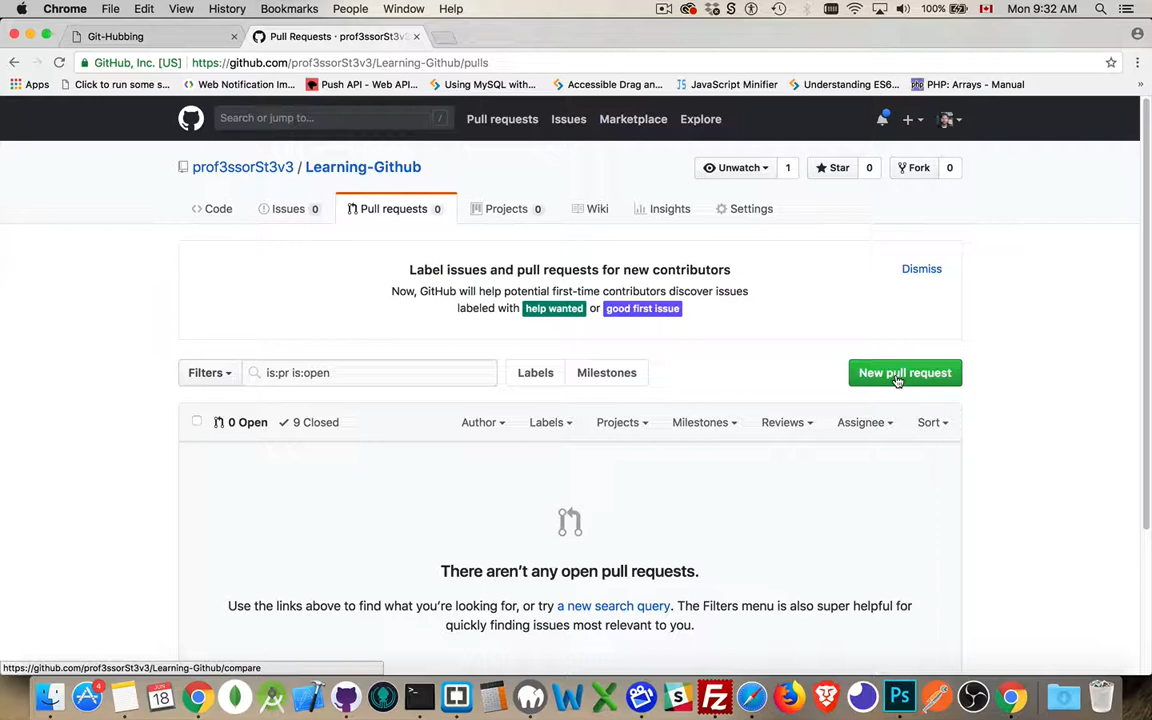 Chrome File Edit View History Bookmarks People Window Help 100% Mon 9:32 AM
Git-Hubbing Pull Requests · prof3ssorSt3v3
GitHub, Inc. [US] https://github.com/prof3ssorSt3v3/Learning-Github/pulls
Apps Click to run some s... Web Notification Im... Push API - Web API... Using MySQL with... Accessible Drag an... JavaScript Minifier Understanding ES6... PHP: Arrays - Manual »
Search or jump to... / Pull requests Issues Marketplace Explore
prof3ssorSt3v3 / Learning-Github Unwatch 1 Star 0 Fork 0
Code Issues 0 Pull requests 0 Projects 0 Wiki Insights Settings
Label issues and pull requests for new contributors Dismiss
Now, GitHub will help potential first-time contributors discover issues
labeled with help wanted or good first issue
Filters is:pr is:open Labels Milestones New pull request
0 Open 9 Closed Author Labels Projects Milestones Reviews Assignee Sort
There aren't any open pull requests.
Use the links above to find what you're looking for, or try a new search query. The Filters menu is also super helpful for
quickly finding issues most relevant to you.
https://github.com/prof3ssorSt3v3/Learning-Github/compare
4 JUN 18 W X S Fz Ps